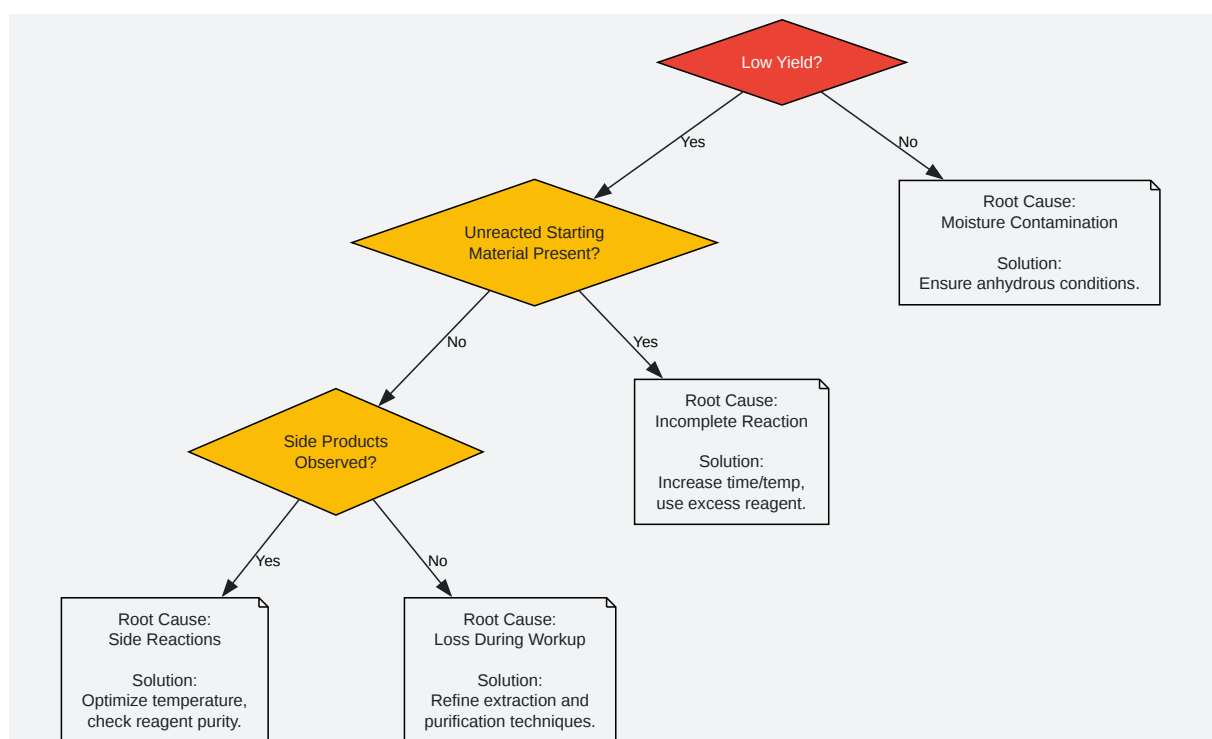 Low Yield?
Yes
No
Root Cause:
Moisture Contamination
Solution:
Ensure anhydrous conditions.
Unreacted Starting
Material Present?
No
Yes
Root Cause:
Incomplete Reaction
Solution:
Increase time/temp,
use excess reagent.
Side Products
Observed?
Yes
No
Root Cause:
Side Reactions
Solution:
Optimize temperature,
check reagent purity.
Root Cause:
Loss During Workup
Solution:
Refine extraction and
purification techniques.